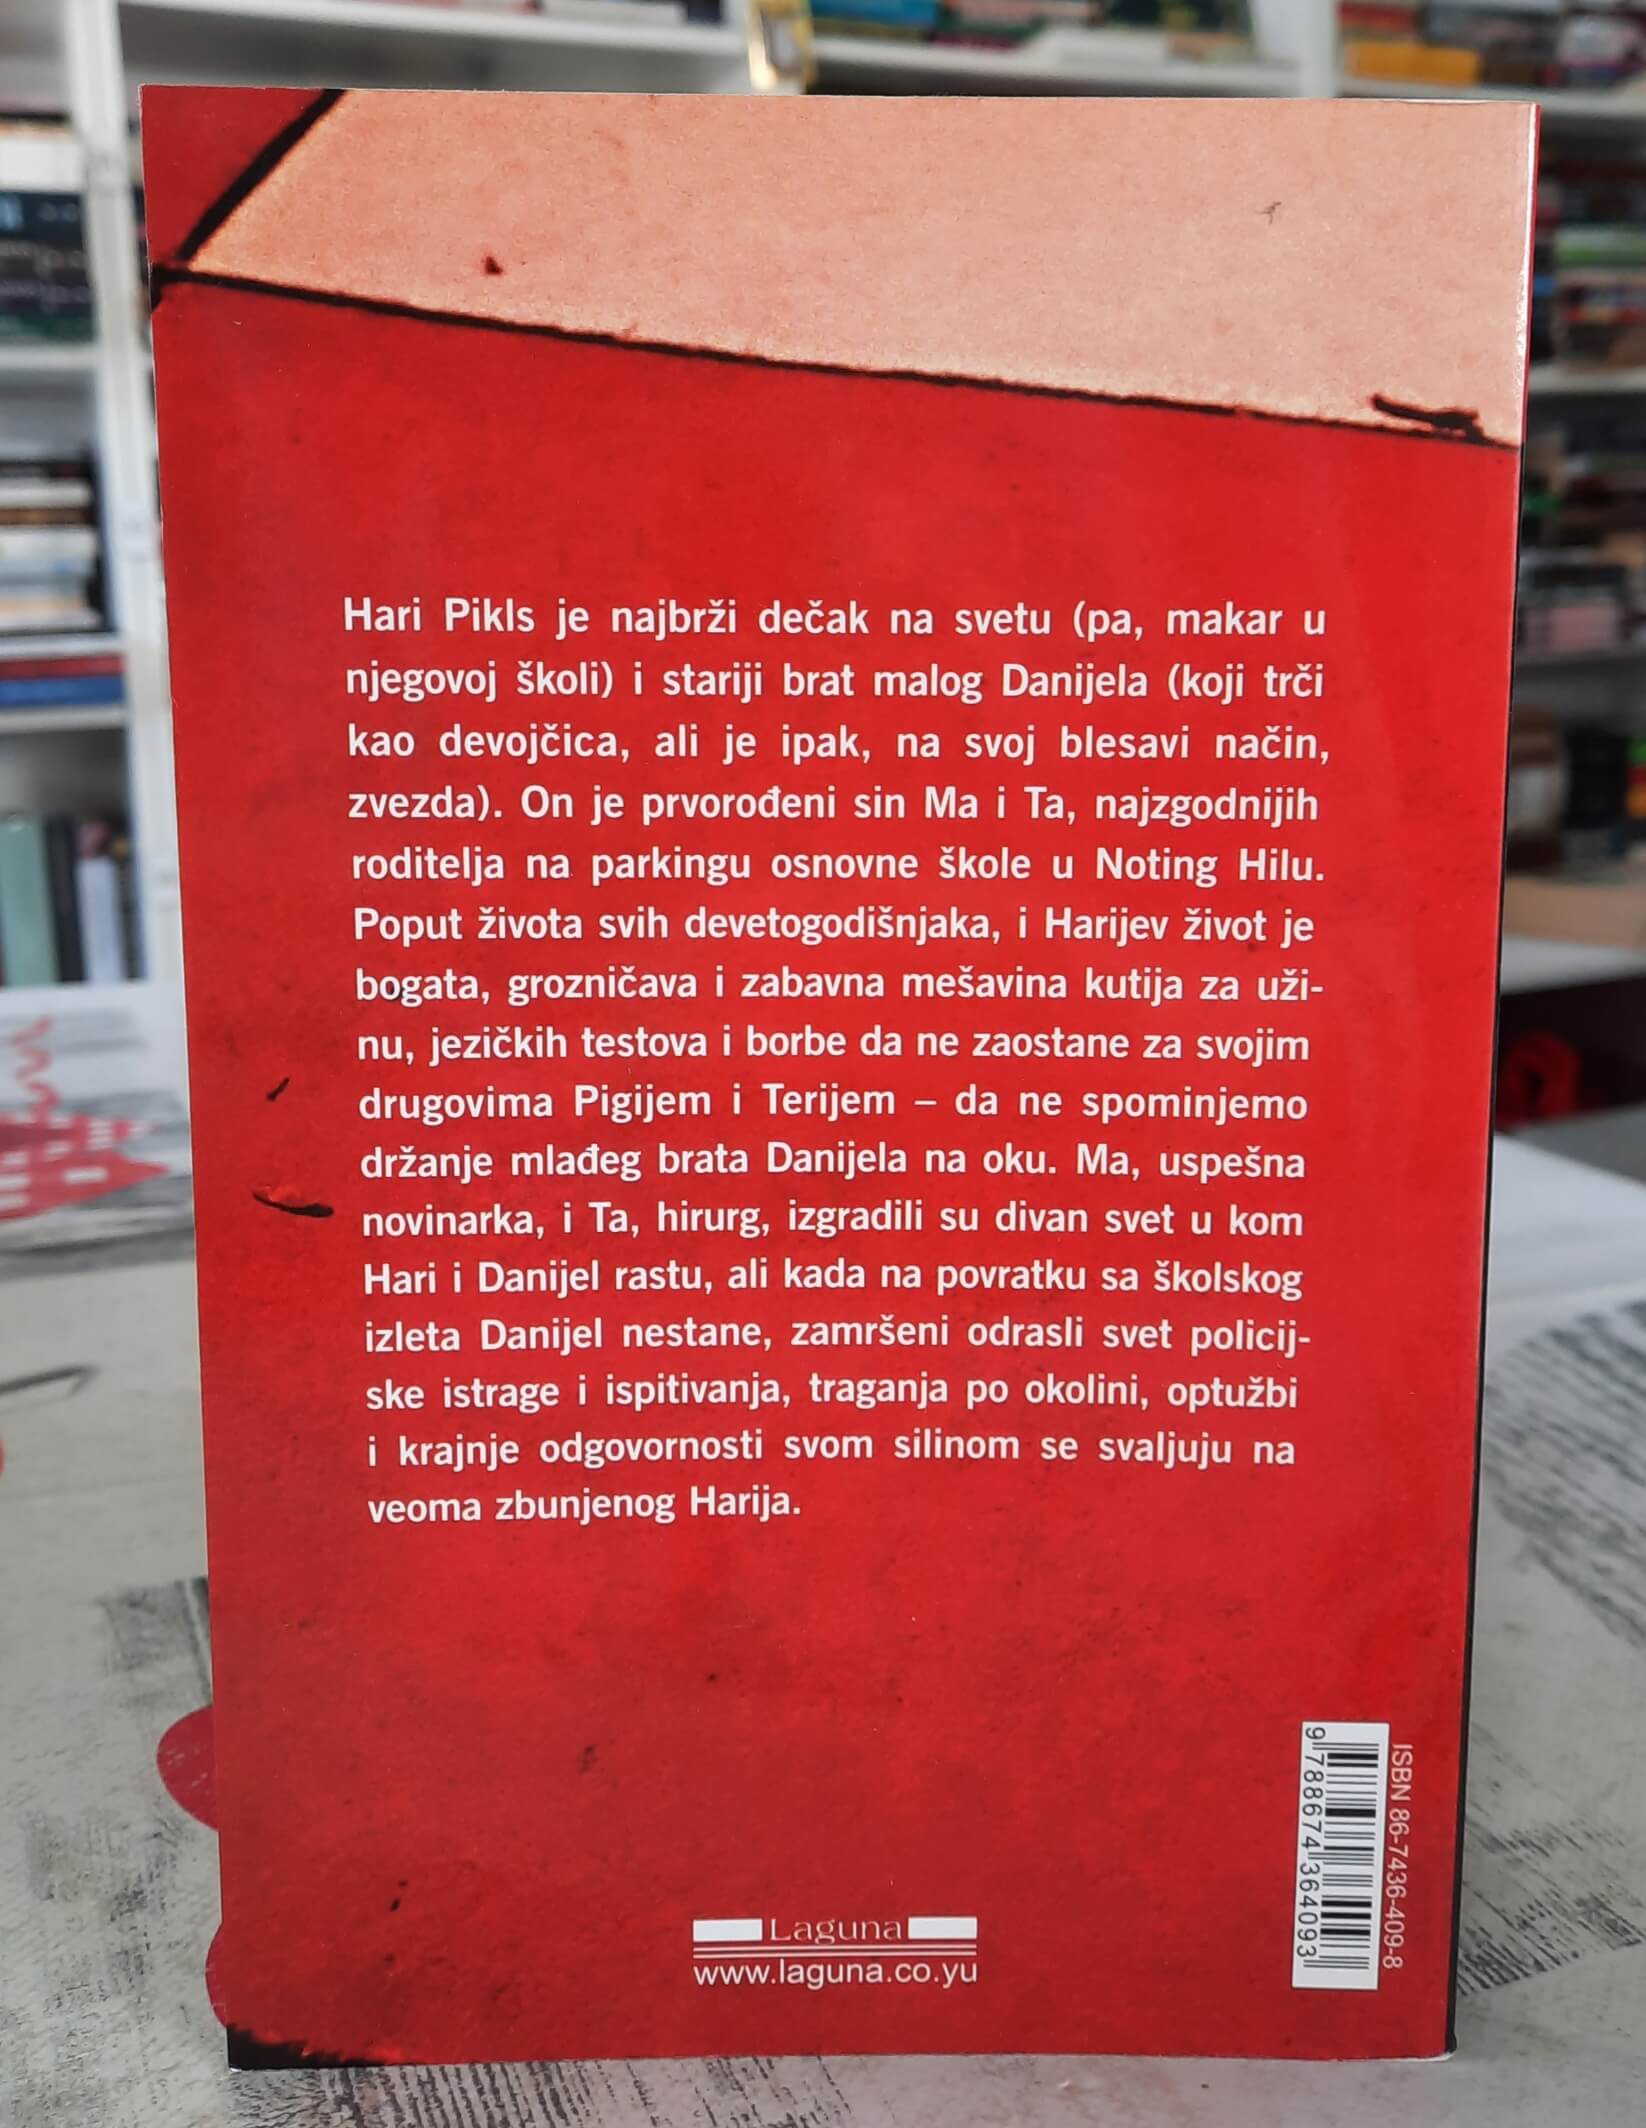 Hari Pikls je najbrži dečak na svetu (pa, makar u
njegovoj školi) i stariji brat malog Danijela (koji trči
kao devojčica, ali je ipak, na svoj blesavi način,
zvezda). On je prvorođeni sin Ma i Ta, najzgodnijih
roditelja na parkingu osnovne škole u Noting Hilu.
Poput života svih devetogodišnjaka, i Harijev život je
bogata, grozničava i zabavna mešavina kutija za uži-
nu, jezičkih testova i borbe da ne zaostane za svojim
drugovima Pigijem i Terijem – da ne spominjemo
držanje mlađeg brata Danijela na oku. Ma, uspešna
novinarka, i Ta, hirurg, izgradili su divan svet u kom
Hari i Danijel rastu, ali kada na povratku sa školskog
izleta Danijel nestane, zamršeni odrasli svet policij-
ske istrage i ispitivanja, traganja po okolini, optužbi
i krajnje odgovornosti svom silinom se svaljuju na
veoma zbunjenog Harija.
ISBN 86-7436-409-8
9788674364093
Laguna
www.laguna.co.yu